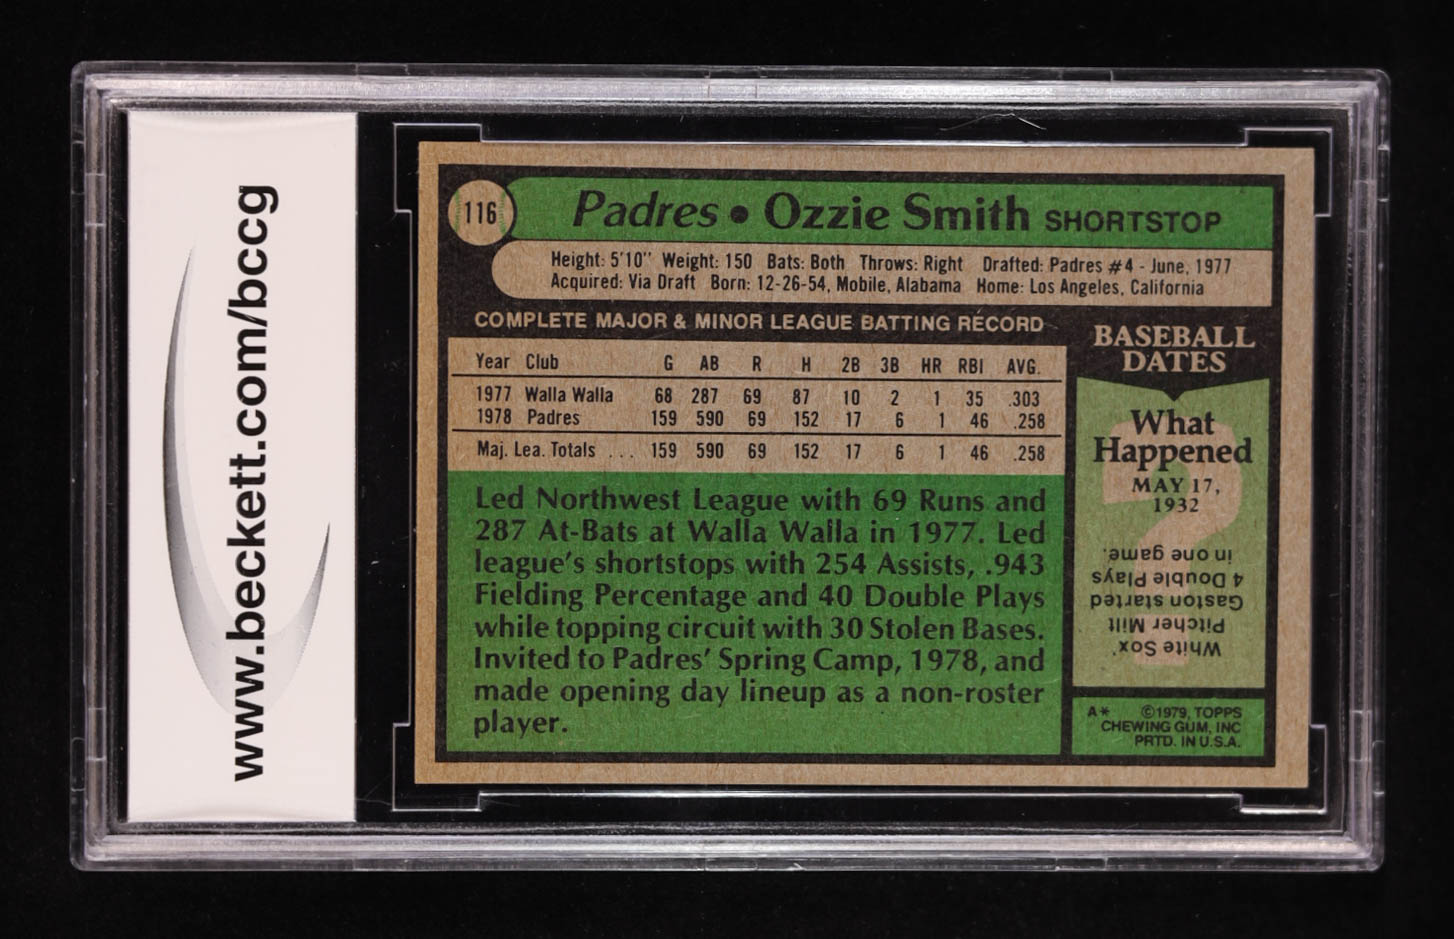 www.beckett.com/bccg
116
Padres • Ozzie Smith SHORTSTOP
Height: 5'10" Weight: 150 Bats: Both Throws: Right Drafted: Padres #4 - June, 1977
Acquired: Via Draft Born: 12-26-54, Mobile, Alabama Home: Los Angeles, California
COMPLETE MAJOR & MINOR LEAGUE BATTING RECORD
Year Club G AB R H 2B 3B HR RBI AVG.
1977 Walla Walla 68 287 69 87 10 2 1 35 .303
1978 Padres 159 590 69 152 17 6 1 46 .258
Maj. Lea. Totals ... 159 590 69 152 17 6 1 46 .258
Led Northwest League with 69 Runs and
287 At-Bats at Walla Walla in 1977. Led
league's shortstops with 254 Assists, .943
Fielding Percentage and 40 Double Plays
while topping circuit with 30 Stolen Bases.
Invited to Padres' Spring Camp, 1978, and
made opening day lineup as a non-roster
player.
BASEBALL
DATES
What
Happened
MAY 17,
1932
?
White Sox'
Pitcher Milt
Gaston started
4 Double Plays
in one game.
A* ©1979, TOPPS
CHEWING GUM, INC
PRTD. IN U.S.A.